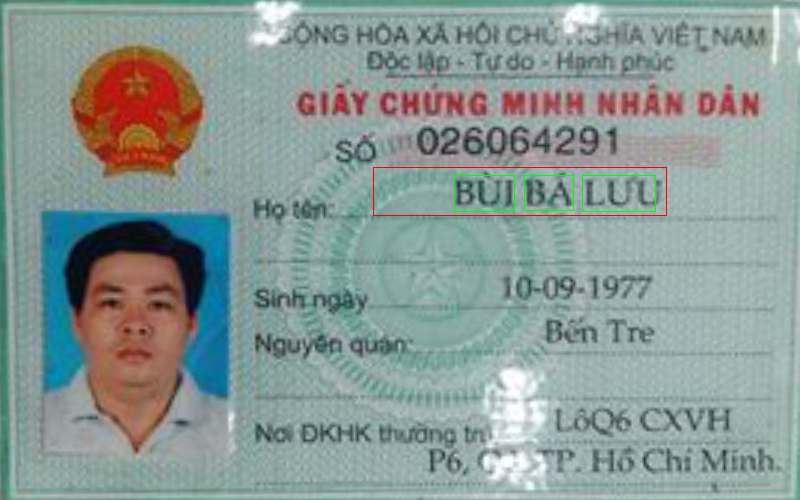 CỘNG HÒA XÃ HỘI CHỦ NGHĨA VIỆT NAM
Độc lập - Tự do - Hạnh phúc
GIẤY CHỨNG MINH NHÂN DÂN
SỐ 026064291
Họ tên: BÙI BÁ LƯU
Sinh ngày 10-09-1977
Nguyên quán: Bến Tre
Nơi ĐKHK thường trú LôQ6 CXVH
P6, TP. Hồ Chí Minh.